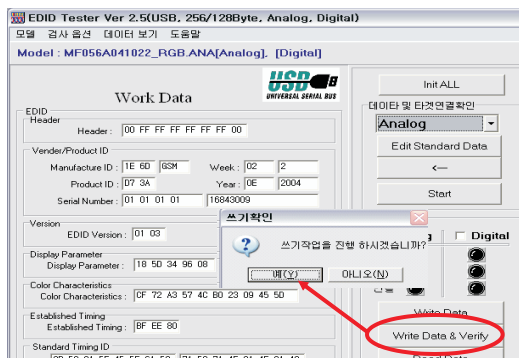 EDID Tester Ver 2.5(USB, 256/128Byte, Analog, Digital)
모델 검사 옵션 데이터 보기 도움말
Model : MF056A041022_RGB.ANA[Analog], [Digital]
Work Data
USB
UNIVERSAL SERIAL BUS
EDID
Header
Header : 00 FF FF FF FF FF FF 00
Vender/Product ID
Manufacture ID : 1E 6D GSM Week : 02 2
Product ID : D7 3A Year : 0E 2004
Serial Number : 01 01 01 01 16843009
Version
EDID Version : 01 03
Display Parameter
Display Parameter : 18 5D 34 96 08
Color Characteristics
Color Characteristics : CF 72 A3 57 4C B0 23 09 45 5D
Established Timing
Established Timing : BF EE 80
Standard Timing ID
Init ALL
데이타 및 타겟연결확인
Analog
Edit Standard Data
<—
Start
Digital
쓰기확인
쓰기작업을 진행 하시겠습니까?
예(Y) 아니오(N)
Write Data
Write Data & Verify
Read Data